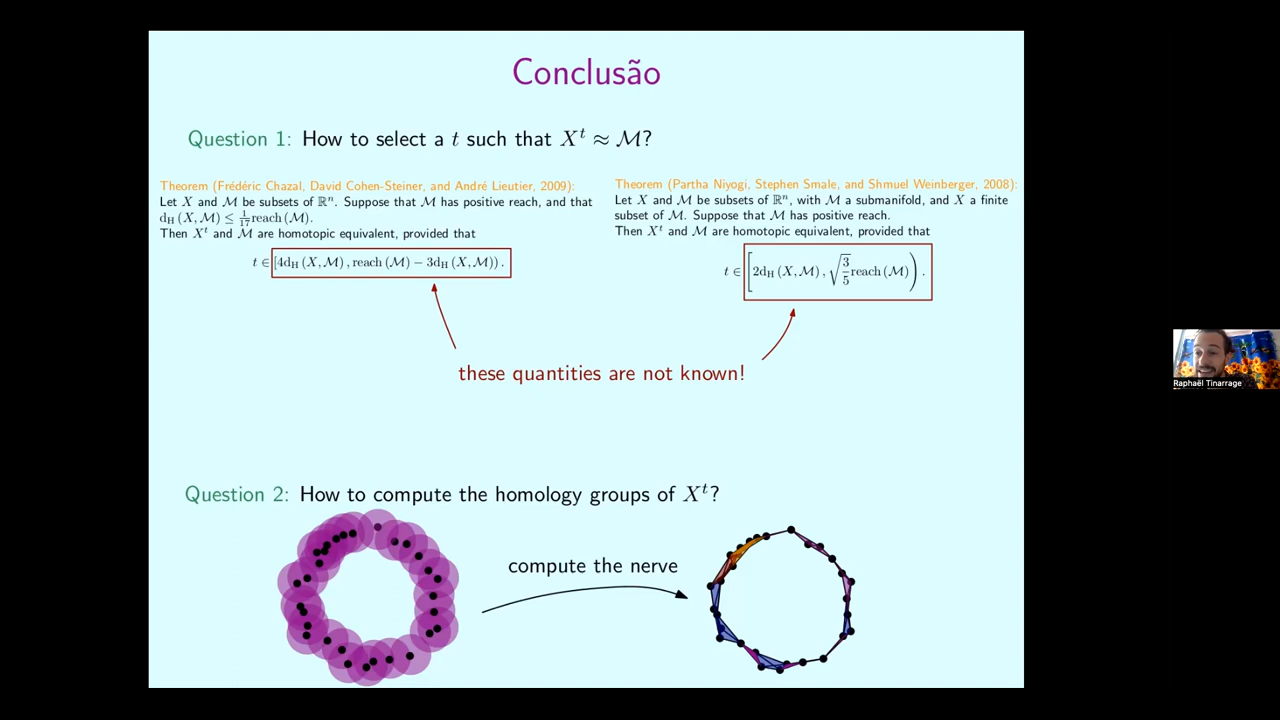 Conclusão
Question 1: How to select a t such that Xᵗ ≈ ℳ?
Theorem (Frédéric Chazal, David Cohen-Steiner, and André Lieutier, 2009):
Let X and ℳ be subsets of ℝⁿ. Suppose that ℳ has positive reach, and that
d_H (X, ℳ) ≤ 1/17 reach (ℳ).
Then Xᵗ and ℳ are homotopic equivalent, provided that
t ∈ [4d_H (X, ℳ), reach (ℳ) − 3d_H (X, ℳ)).
Theorem (Partha Niyogi, Stephen Smale, and Shmuel Weinberger, 2008):
Let X and ℳ be subsets of ℝⁿ, with ℳ a submanifold, and X a finite
subset of ℳ. Suppose that ℳ has positive reach.
Then Xᵗ and ℳ are homotopic equivalent, provided that
t ∈ [2d_H (X, ℳ), √(3/5) reach (ℳ)).
these quantities are not known!
Question 2: How to compute the homology groups of Xᵗ?
compute the nerve
Raphaël Tinarrage